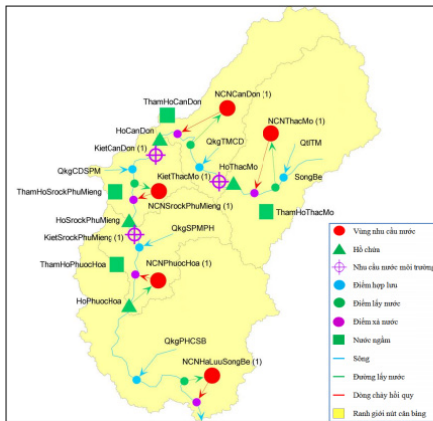 ThamHoCanDon
NCNCanDon (1)
HoCanDon
NCNThacMo (1)
KietCanDon (1)
QkgTMCD
QtlTM
HoThacMo
QkgCDSPM
KietThacMo (1)
SongBe
ThamHoSrockPhuMieng
NCNSrockPhuMieng (1)
ThamHoThacMo
HoSrockPhuMieng
KietSrockPhuMieng (1)
QkgSPMPH
ThamHoPhuocHoa
NCNPhuocHoa (1)
HoPhuocHoa
QkgPHCSB
NCNHaLuuSongBe (1)
Vùng nhu cầu nước
Hồ chứa
Nhu cầu nước môi trường
Điểm hợp lưu
Điểm lấy nước
Điểm xả nước
Nước ngầm
Sông
Đường lấy nước
Dòng chảy hồi quy
Ranh giới nút cân bằng